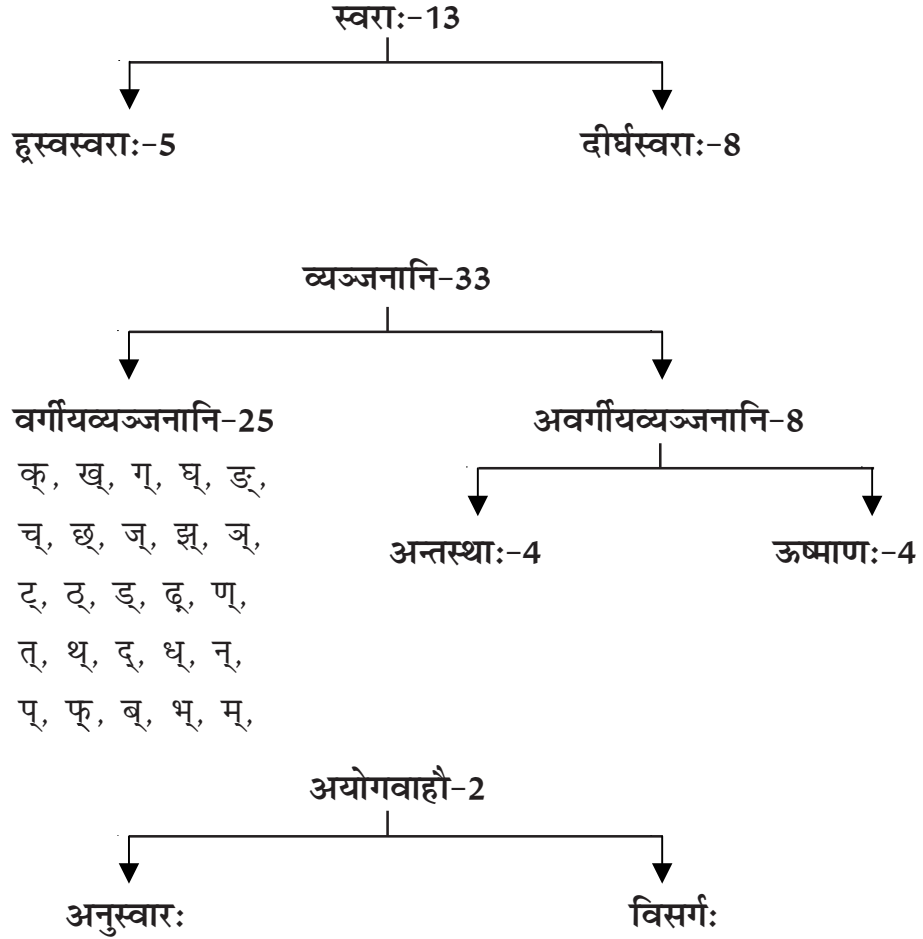 स्वराः-13
ह्रस्वस्वराः-5 दीर्घस्वराः-8
व्यञ्जनानि-33
वर्गीयव्यञ्जनानि-25 अवर्गीयव्यञ्जनानि-8
क्, ख्, ग्, घ्, ङ्,
च्, छ्, ज्, झ्, ञ्,
अन्तस्थाः-4 ऊष्माणः-4
ट्, ठ्, ड्, ढ्, ण्,
त्, थ्, द्, ध्, न्,
प्, फ्, ब्, भ्, म्,
अयोगवाहौ-2
अनुस्वारः विसर्गः